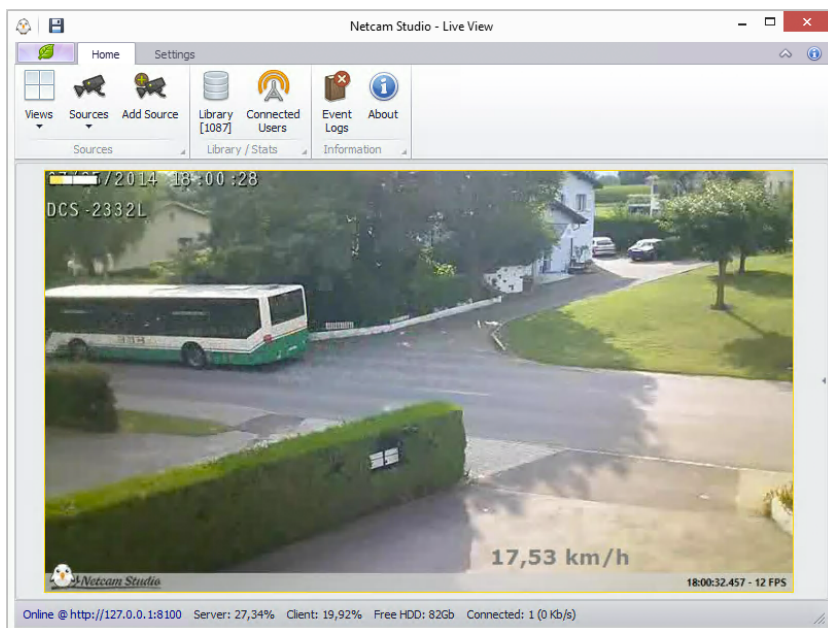 Netcam Studio - Live View
Home Settings
Views Sources Add Source Library [1087] Connected Users Event Logs About
Sources Library / Stats Information
/2014 18:00:28
DCS-2332L
17,53 km/h
Netcam Studio
18:00:32.457 - 12 FPS
Online @ http://127.0.0.1:8100 Server: 27,34% Client: 19,92% Free HDD: 82Gb Connected: 1 (0 Kb/s)